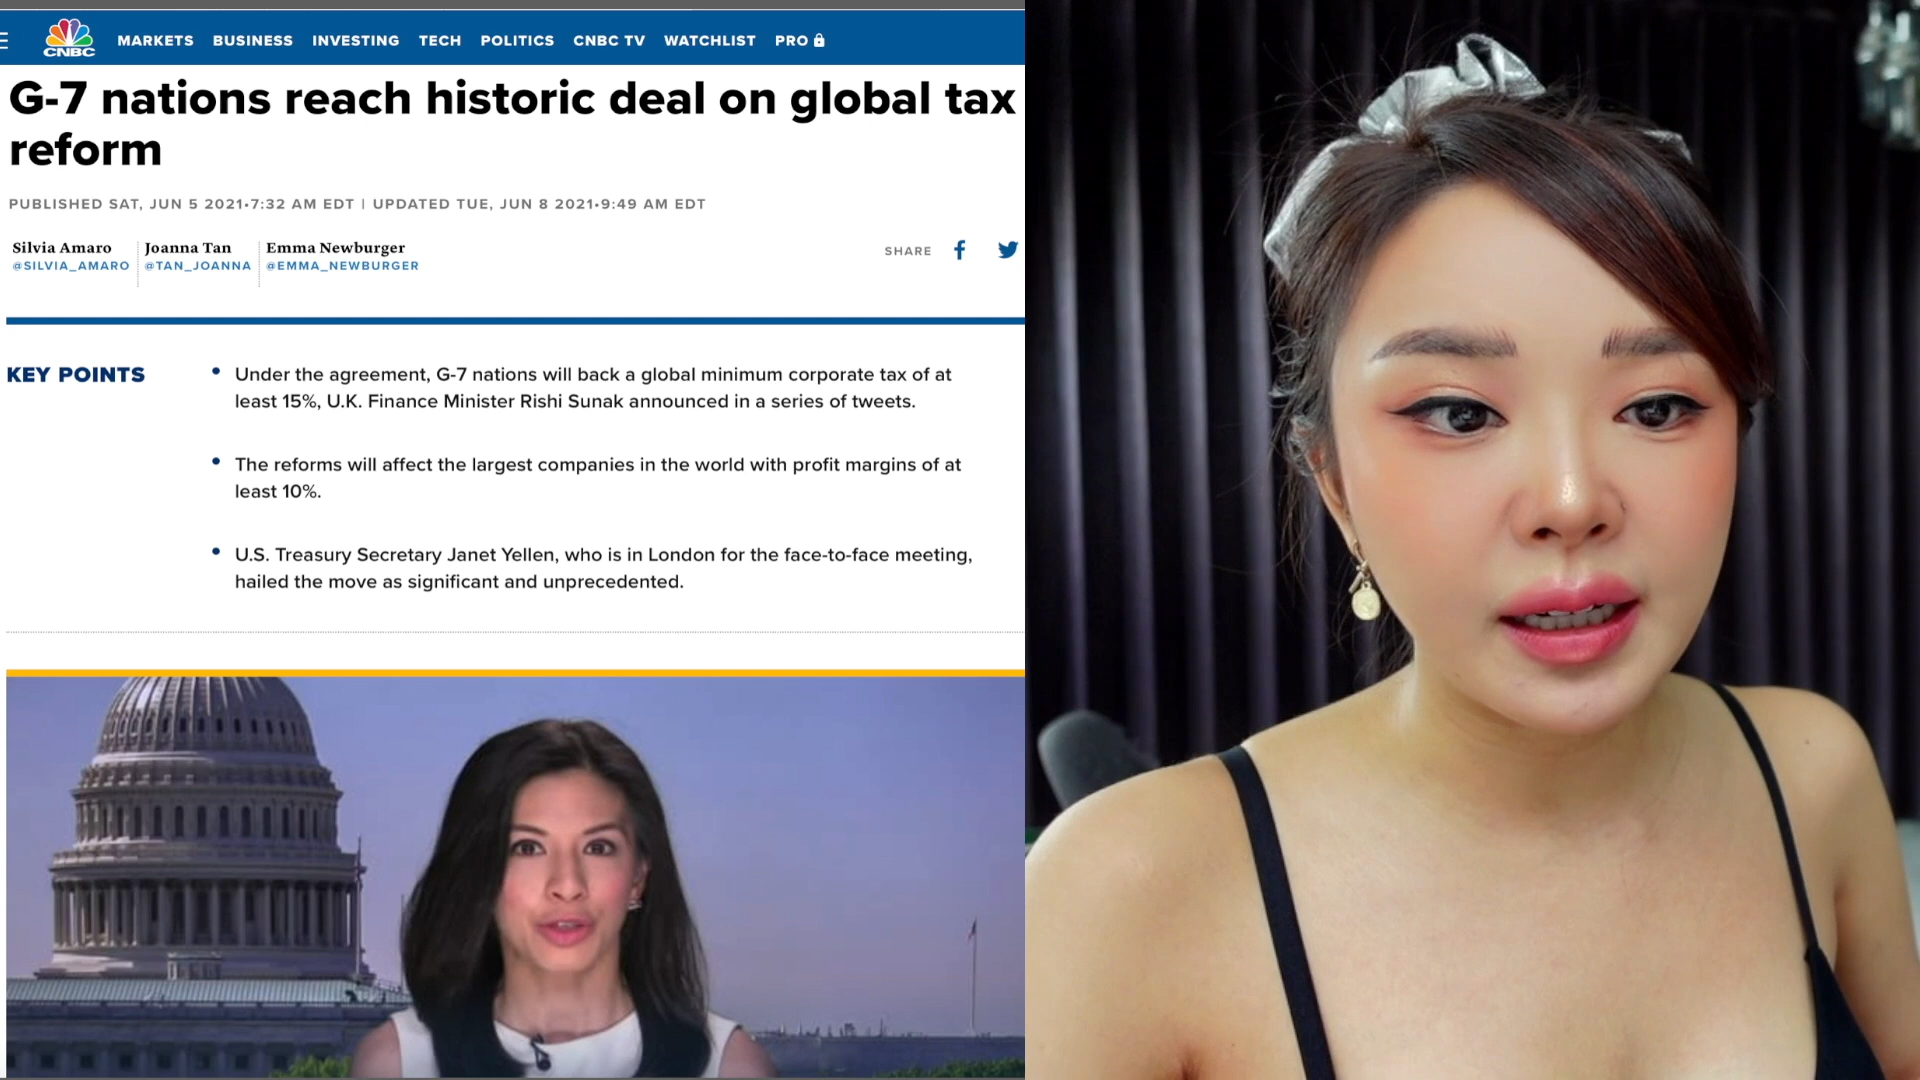 CNBC
MARKETS BUSINESS INVESTING TECH POLITICS CNBC TV WATCHLIST PRO
G-7 nations reach historic deal on global tax
reform
PUBLISHED SAT, JUN 5 2021•7:32 AM EDT | UPDATED TUE, JUN 8 2021•9:49 AM EDT
Silvia Amaro Joanna Tan Emma Newburger
@SILVIA_AMARO @TAN_JOANNA @EMMA_NEWBURGER
SHARE
KEY POINTS
• Under the agreement, G-7 nations will back a global minimum corporate tax of at
least 15%, U.K. Finance Minister Rishi Sunak announced in a series of tweets.
• The reforms will affect the largest companies in the world with profit margins of at
least 10%.
• U.S. Treasury Secretary Janet Yellen, who is in London for the face-to-face meeting,
hailed the move as significant and unprecedented.